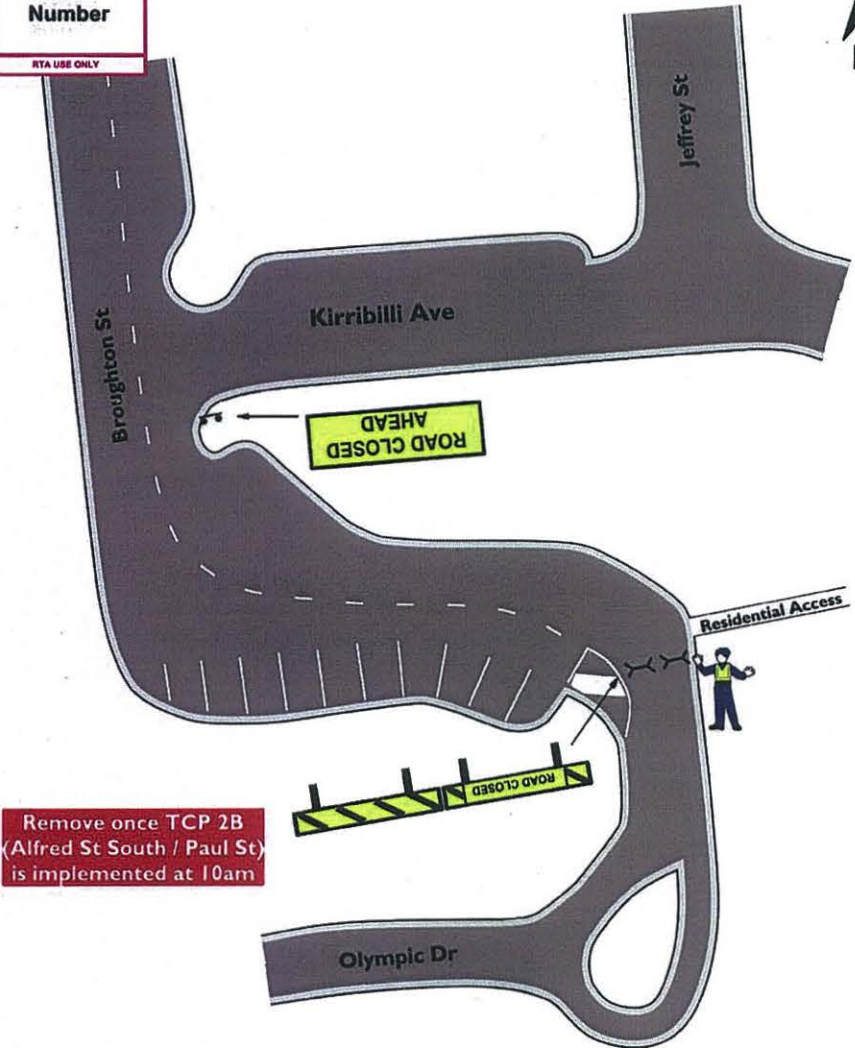 Number
RTA USE ONLY
Jeffrey St
Kirribilli Ave
Broughton St
ROAD CLOSED
AHEAD
Residential Access
ROAD CLOSED
Remove once TCP 2B
(Alfred St South / Paul St)
is implemented at 10am
Olympic Dr